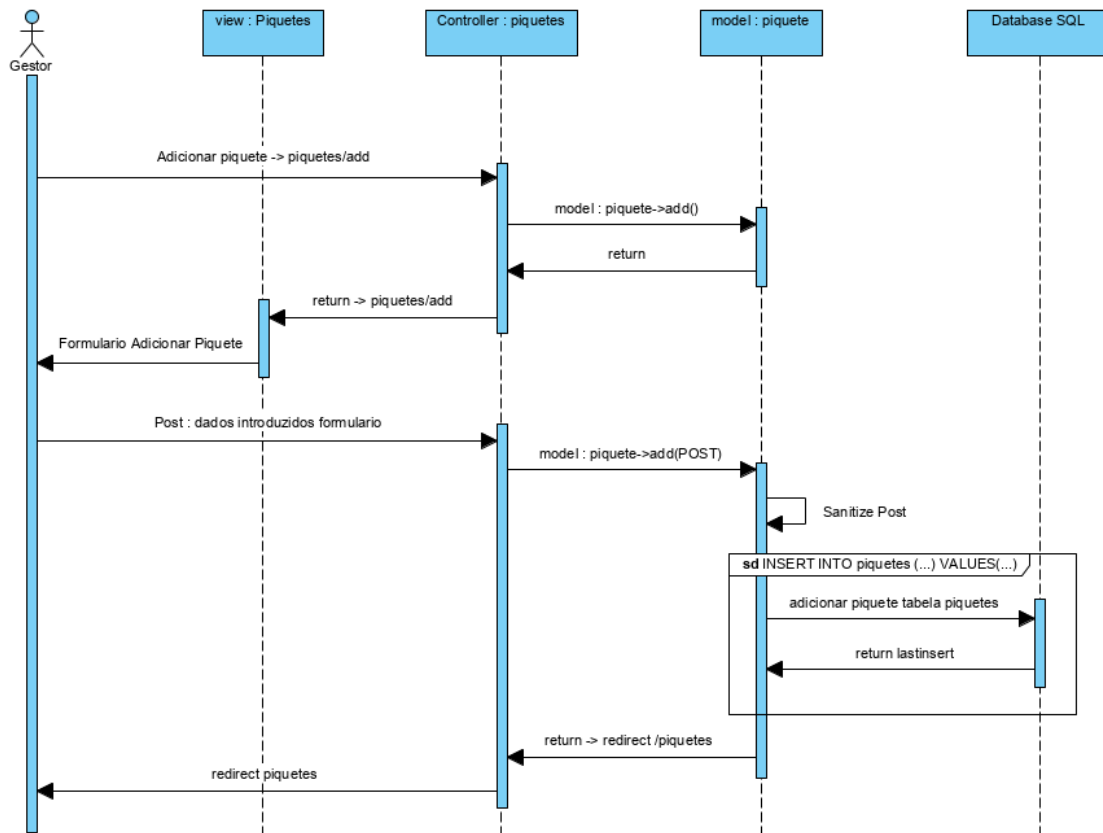 view : Piquetes
Controller : piquetes
model : piquete
Database SQL
Gestor
Adicionar piquete -> piquetes/add
model : piquete->add()
return
return -> piquetes/add
Formulario Adicionar Piquete
Post : dados introduzidos formulario
model : piquete->add(POST)
Sanitize Post
sd INSERT INTO piquetes (...) VALUES(...)
adicionar piquete tabela piquetes
return lastinsert
return -> redirect /piquetes
redirect piquetes